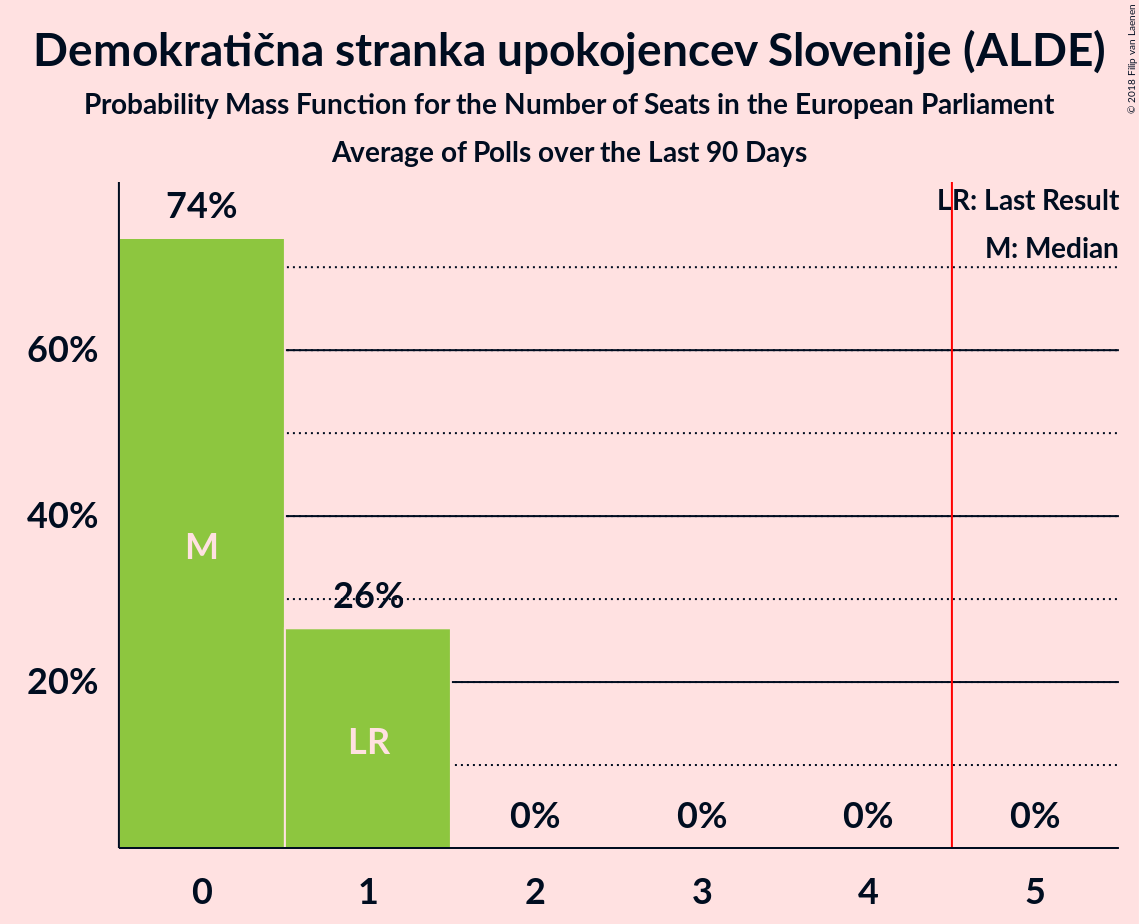 Demokratična stranka upokojencev Slovenije (ALDE)
Probability Mass Function for the Number of Seats in the European Parliament
Average of Polls over the Last 90 Days
© 2018 Filip van Laenen
LR: Last Result
M: Median
74%
60%
40%
20%
M
26%
LR
0%
0%
0%
0%
0 1 2 3 4 5